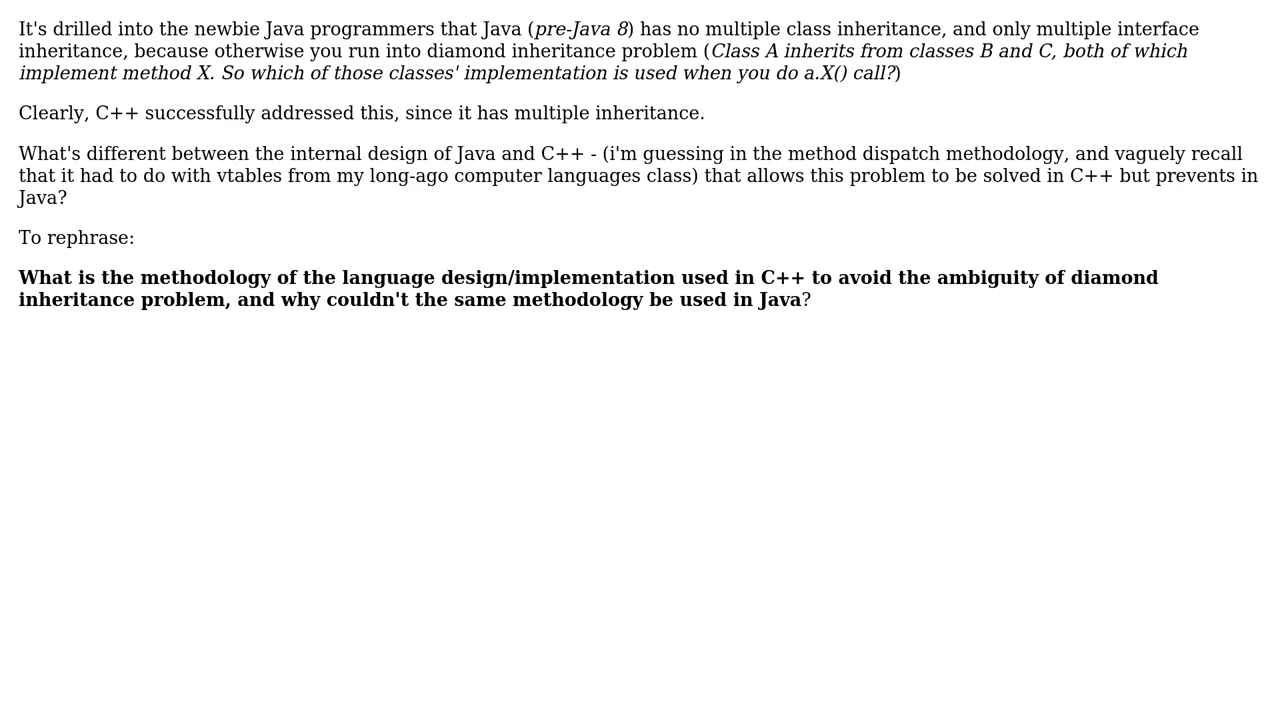 It's drilled into the newbie Java programmers that Java (pre-Java 8) has no multiple class inheritance, and only multiple interface
inheritance, because otherwise you run into diamond inheritance problem (Class A inherits from classes B and C, both of which
implement method X. So which of those classes' implementation is used when you do a.X() call?)
Clearly, C++ successfully addressed this, since it has multiple inheritance.
What's different between the internal design of Java and C++ - (i'm guessing in the method dispatch methodology, and vaguely recall
that it had to do with vtables from my long-ago computer languages class) that allows this problem to be solved in C++ but prevents in
Java?
To rephrase:
What is the methodology of the language design/implementation used in C++ to avoid the ambiguity of diamond
inheritance problem, and why couldn't the same methodology be used in Java?